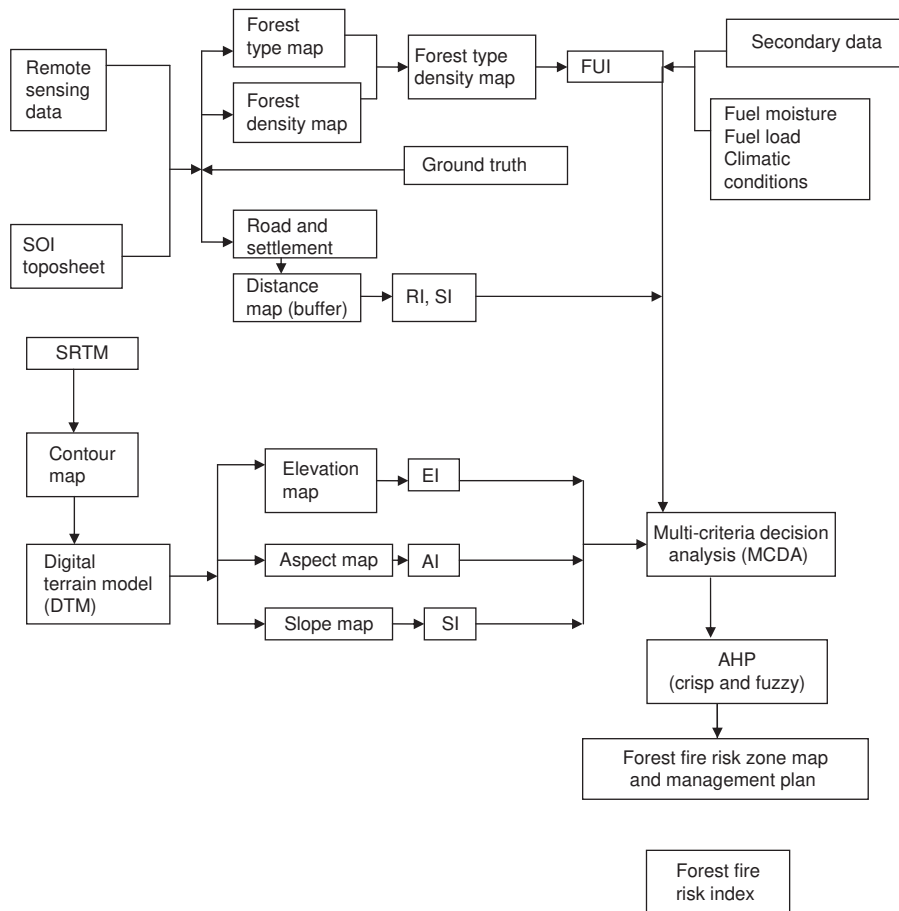 Remote
sensing
data
SOI
toposheet
Forest
type map
Forest
density map
Forest type
density map
FUI
Secondary data
Fuel moisture
Fuel load
Climatic
conditions
Ground truth
Road and
settlement
Distance
map (buffer)
RI, SI
SRTM
Contour
map
Digital
terrain model
(DTM)
Elevation
map
EI
Aspect map
AI
Slope map
SI
Multi-criteria decision
analysis (MCDA)
AHP
(crisp and fuzzy)
Forest fire risk zone map
and management plan
Forest fire
risk index